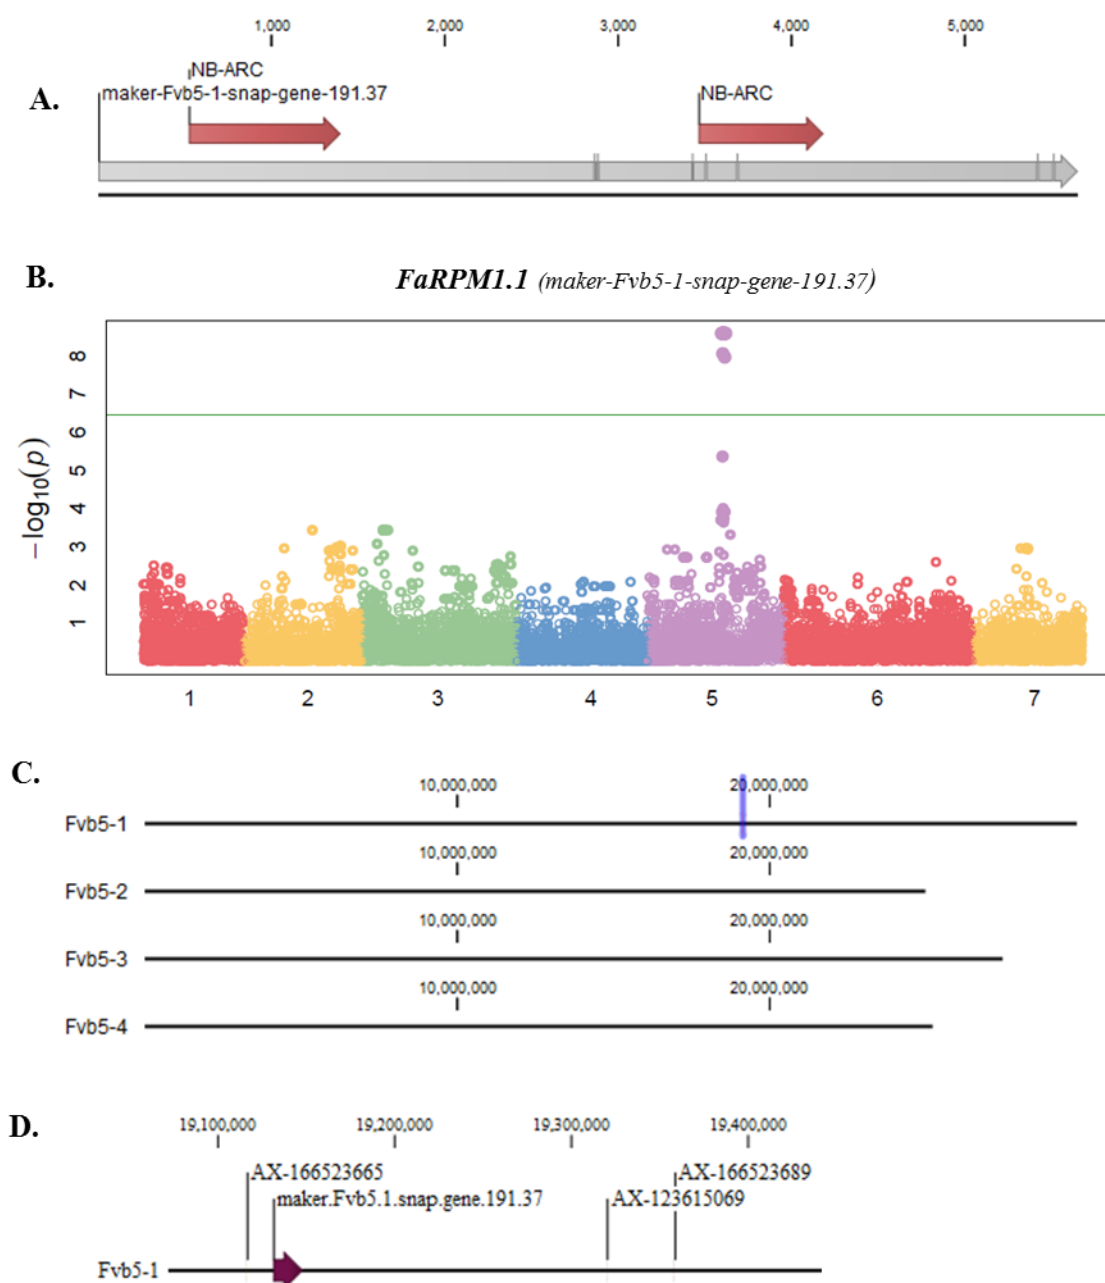 1,000 2,000 3,000 4,000 5,000
A.
NB-ARC
maker-Fvb5-1-snap-gene-191.37
NB-ARC
B.
FaRPM1.1 (maker-Fvb5-1-snap-gene-191.37)
−log10(p)
8
7
6
5
4
3
2
1
1 2 3 4 5 6 7
C.
10,000,000 20,000,000
Fvb5-1
10,000,000 20,000,000
Fvb5-2
10,000,000 20,000,000
Fvb5-3
10,000,000 20,000,000
Fvb5-4
D.
19,100,000 19,200,000 19,300,000 19,400,000
AX-166523665 AX-166523689
maker.Fvb5.1.snap.gene.191.37 AX-123615069
Fvb5-1